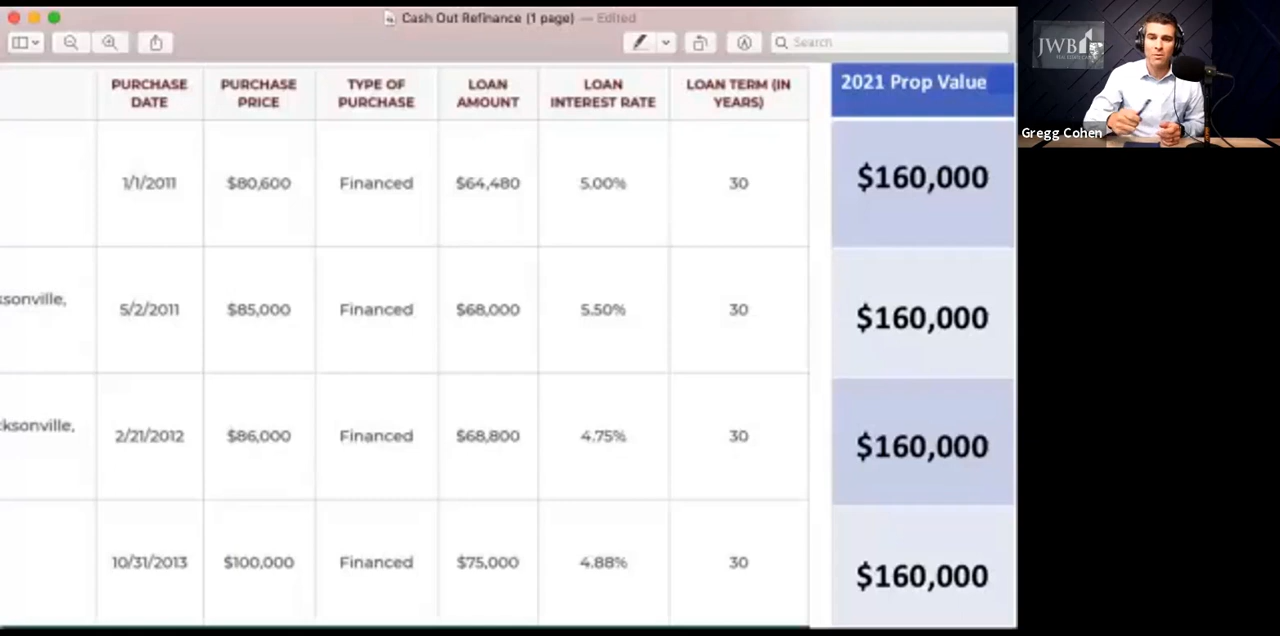 Cash Out Refinance (1 page) — Edited
Search
PURCHASE DATE
PURCHASE PRICE
TYPE OF PURCHASE
LOAN AMOUNT
LOAN INTEREST RATE
LOAN TERM (IN YEARS)
2021 Prop Value
1/1/2011 $80,600 Financed $64,480 5.00% 30 $160,000
ksonville, 5/2/2011 $85,000 Financed $68,000 5.50% 30 $160,000
cksonville, 2/21/2012 $86,000 Financed $68,800 4.75% 30 $160,000
10/31/2013 $100,000 Financed $75,000 4.88% 30 $160,000
JWB
Gregg Cohen